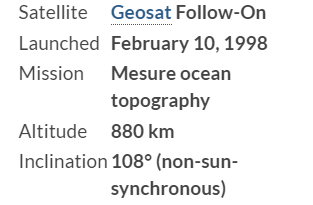 Satellite Geosat Follow-On
Launched February 10, 1998
Mission Mesure ocean
topography
Altitude 880 km
Inclination 108° (non-sun-
synchronous)